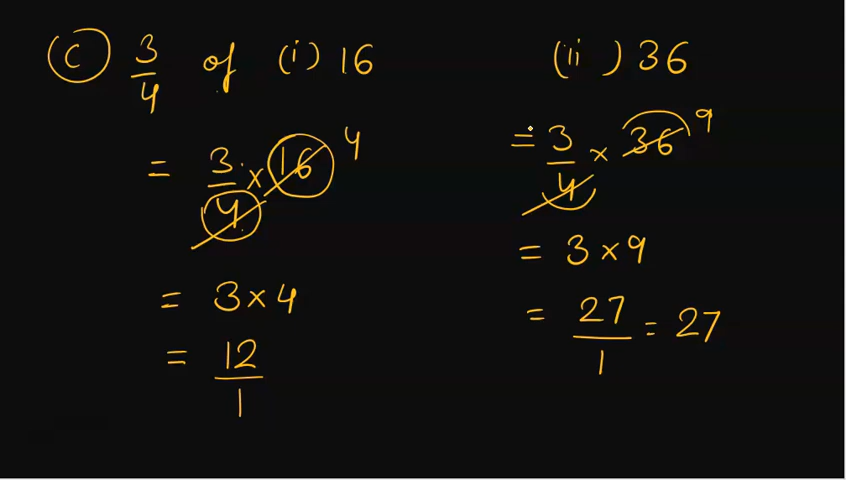 (c) 3/4 of (i) 16
= 3/4 × 16 4
= 3 × 4
= 12/1
(ii) 36
= 3/4 × 36 9
= 3 × 9
= 27/1 = 27